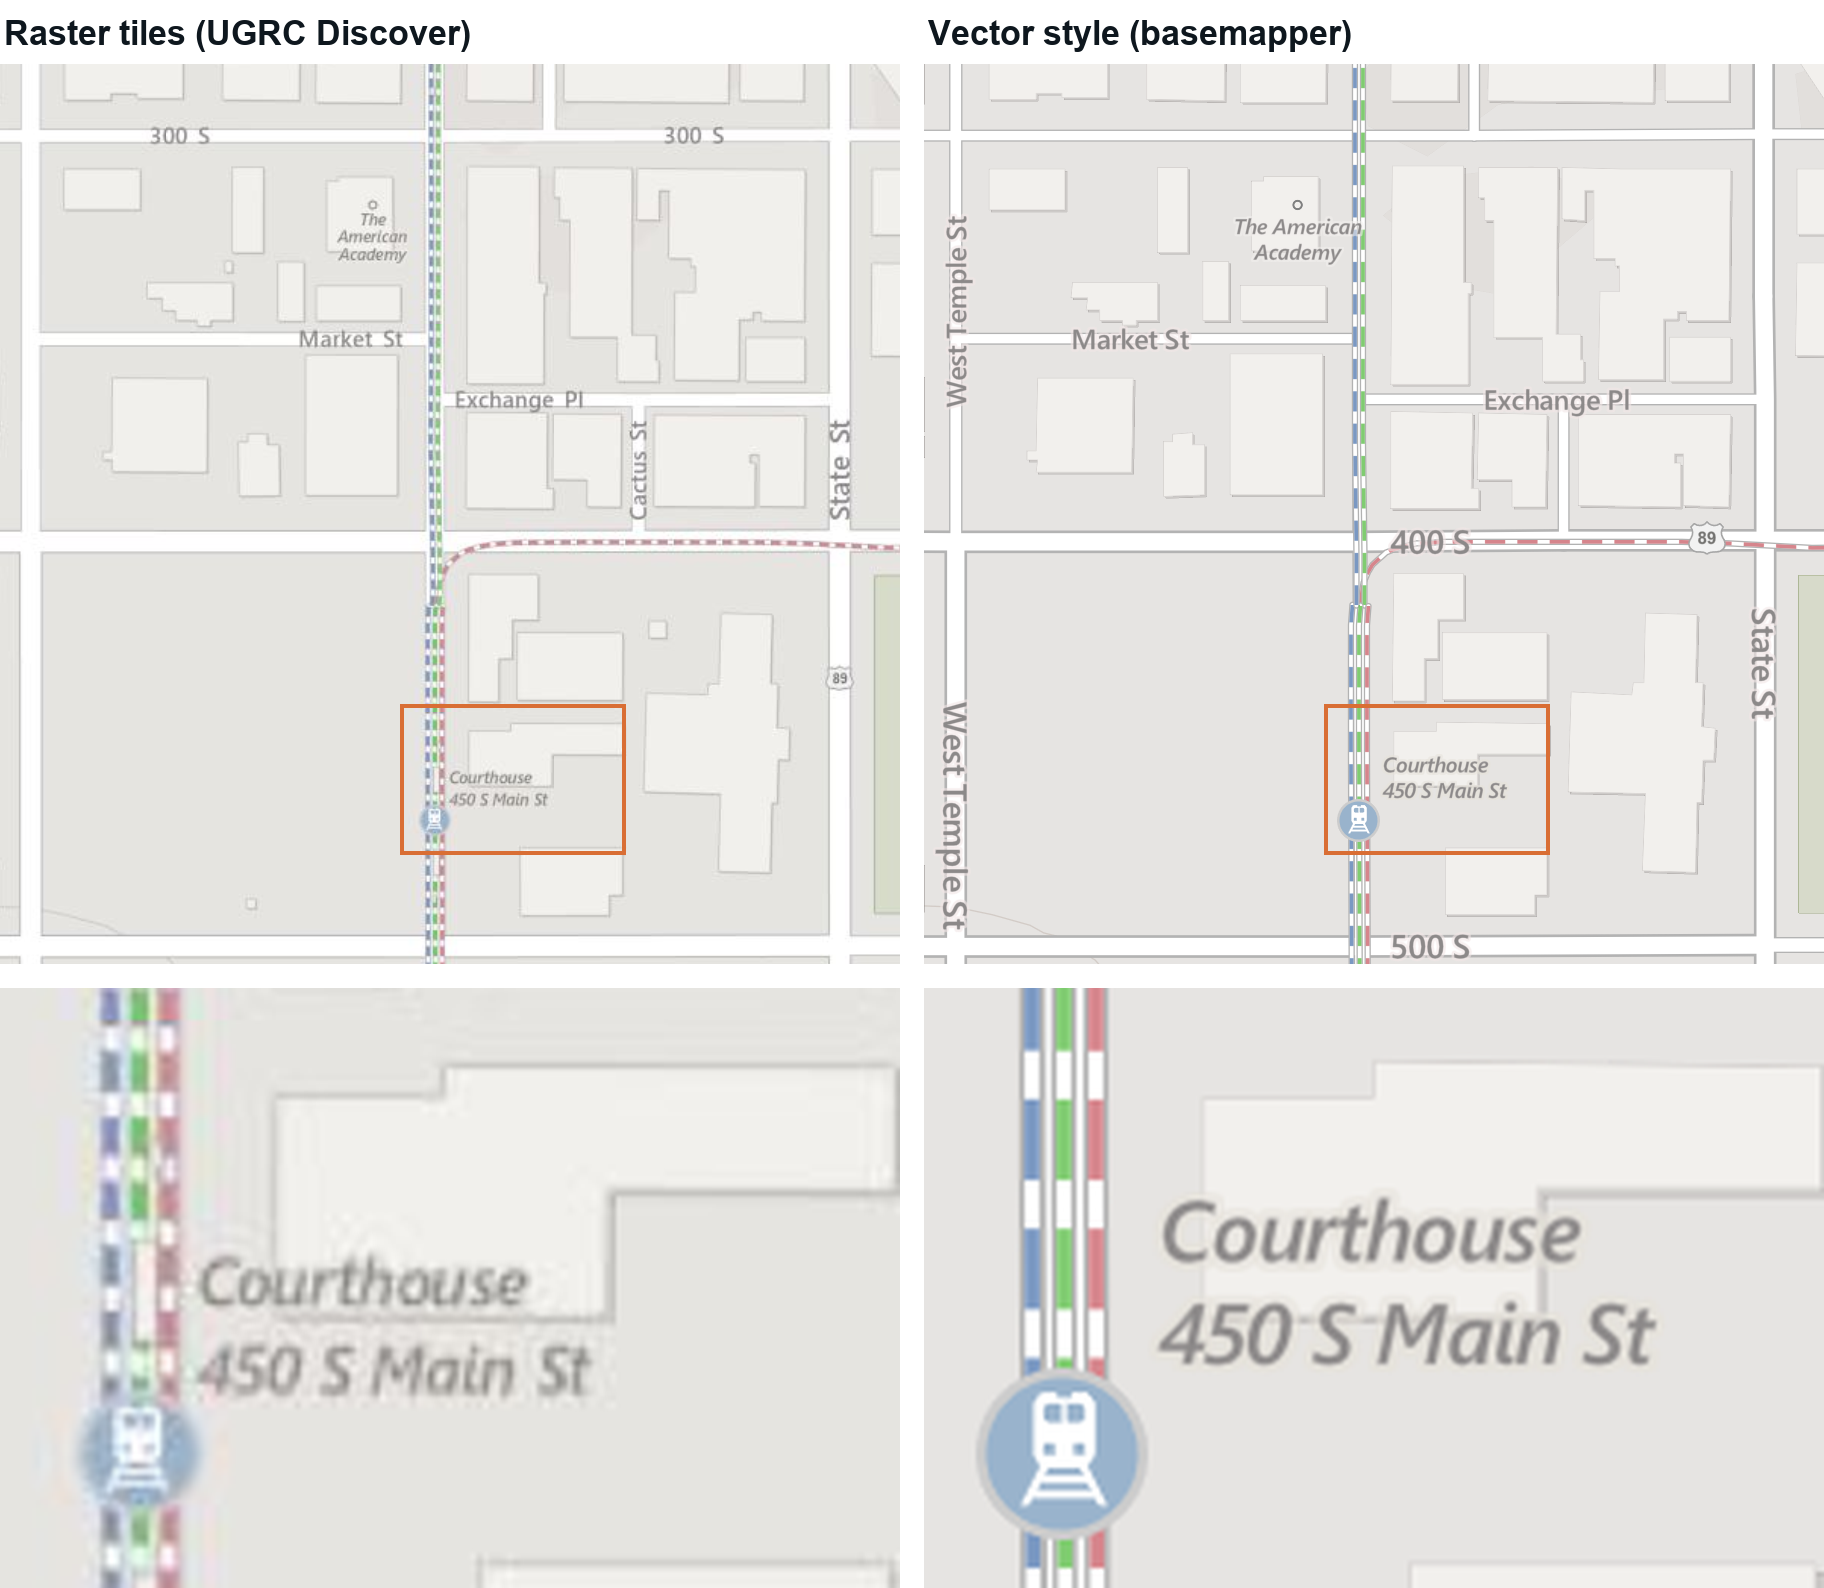 Raster tiles (UGRC Discover)
300 S
300 S
The
American
Academy
Market St
Exchange Pl
Cactus St
State St
89
Courthouse
450 S Main St
Vector style (basemapper)
West Temple St
The American
Academy
Market St
Exchange Pl
400 S
89
State St
Courthouse
450 S Main St
West Temple St
500 S
Courthouse
450 S Main St
Courthouse
450 S Main St